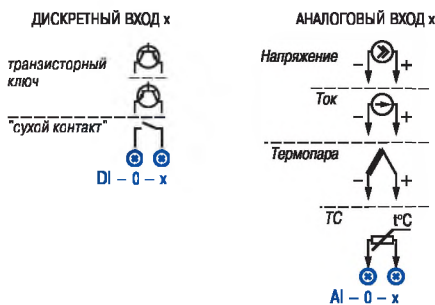 ДИСКРЕТНЫЙ ВХОД х
транзисторный
ключ
"сухой контакт"
DI – 0 – x
АНАЛОГОВЫЙ ВХОД х
Напряжение
– +
Ток
– +
Термопара
– +
ТС
t°C
AI – 0 – x